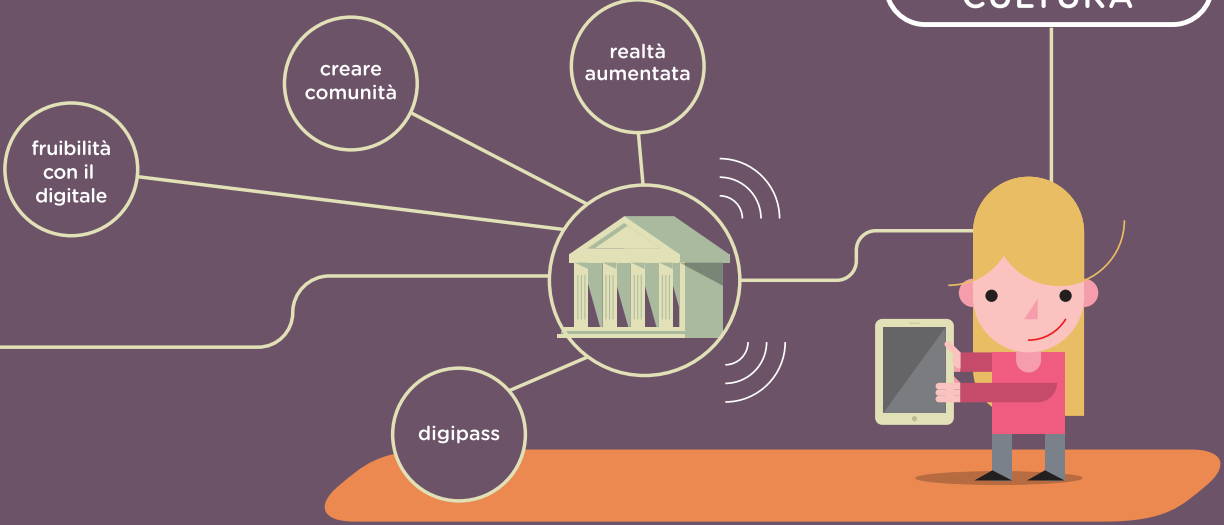 CULTURA
realtà
aumentata
creare
comunità
fruibilità
con il
digitale
digipass